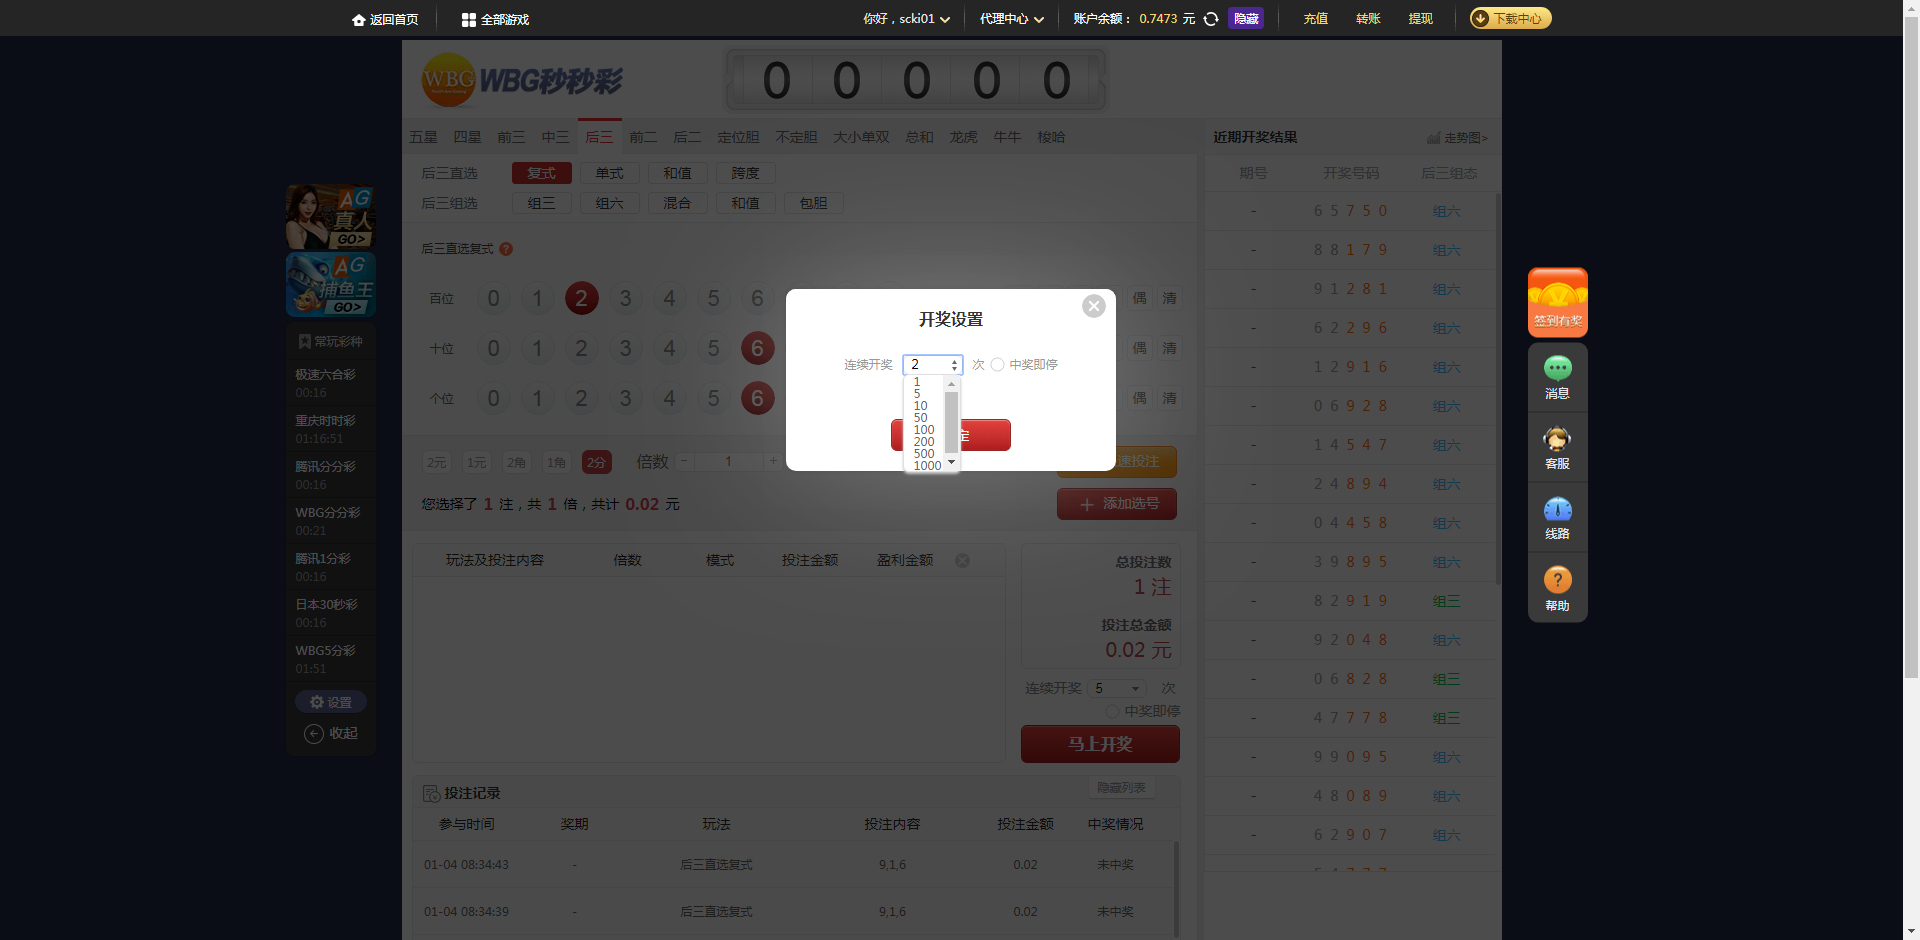 返回首页 全部游戏 你好，scki01 代理中心 账户余额： 0.7473 元 隐藏 充值 转账 提现 下载中心
WBG WBG秒秒彩 0 0 0 0 0
五星 四星 前三 中三 后三 前二 后二 定位胆 不定胆 大小单双 总和 龙虎 牛牛 梭哈
后三直选 复式 单式 和值 跨度
后三组选 组三 组六 混合 和值 包胆
后三直选复式 ?
百位 0 1 2 3 4 5 6 偶 清
十位 0 1 2 3 4 5 6 偶 清
个位 0 1 2 3 4 5 6 偶 清
2元 1元 2角 1角 2分 倍数 − 1 + 速投注
您选择了 1 注，共 1 倍，共计 0.02 元 + 添加选号
开奖设置
连续开奖 2 次 中奖即停
1
5
10
50
100
200
500
1000
定
玩法及投注内容 倍数 模式 投注金额 盈利金额
总投注数
1 注
投注总金额
0.02 元
连续开奖 5 次
中奖即停
马上开奖
投注记录 隐藏列表
参与时间 奖期 玩法 投注内容 投注金额 中奖情况
01-04 08:34:43 - 后三直选复式 9,1,6 0.02 未中奖
01-04 08:34:39 - 后三直选复式 9,1,6 0.02 未中奖
近期开奖结果 走势图>
期号 开奖号码 后三组态
- 6 5 7 5 0 组六
- 8 8 1 7 9 组六
- 9 1 2 8 1 组六
- 6 2 2 9 6 组六
- 1 2 9 1 6 组六
- 0 6 9 2 8 组六
- 1 4 5 4 7 组六
- 2 4 8 9 4 组六
- 0 4 4 5 8 组六
- 3 9 8 9 5 组六
- 8 2 9 1 9 组三
- 9 2 0 4 8 组六
- 0 6 8 2 8 组三
- 4 7 7 7 8 组三
- 9 9 0 9 5 组六
- 4 8 0 8 9 组六
- 6 2 9 0 7 组六
AG
真人
GO>
AG
捕鱼王
GO>
常玩彩种
极速六合彩
00:16
重庆时时彩
01:16:51
腾讯分分彩
00:16
WBG分分彩
00:21
腾讯1分彩
00:16
日本30秒彩
00:16
WBG5分彩
01:51
设置
收起
签到有奖
消息
客服
线路
?
帮助